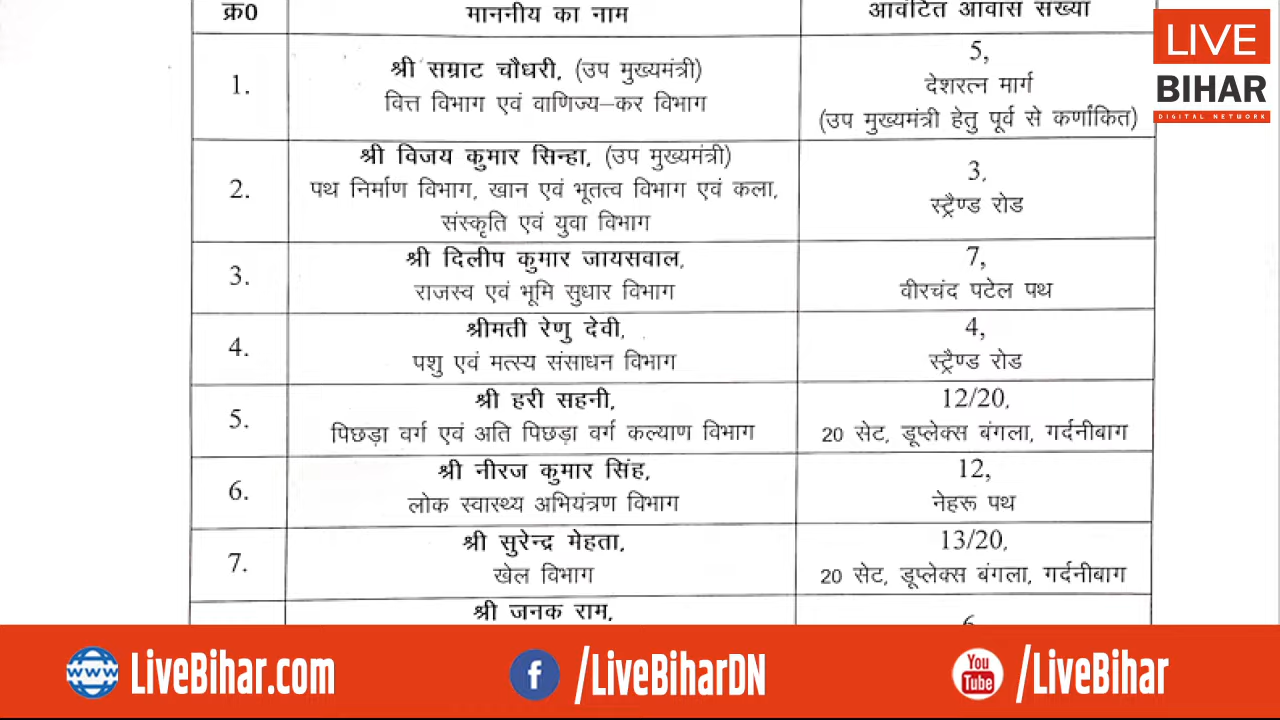 क्र0
माननीय का नाम
आवंटित आवास संख्या
1.
श्री सम्राट चौधरी, (उप मुख्यमंत्री)
वित्त विभाग एवं वाणिज्य–कर विभाग
5,
देशरत्न मार्ग
(उप मुख्यमंत्री हेतु पूर्व से कर्णांकित)
2.
श्री विजय कुमार सिन्हा, (उप मुख्यमंत्री)
पथ निर्माण विभाग, खान एवं भूतत्व विभाग एवं कला,
संस्कृति एवं युवा विभाग
3,
स्ट्रैण्ड रोड
3.
श्री दिलीप कुमार जायसवाल,
राजस्व एवं भूमि सुधार विभाग
7,
वीरचंद पटेल पथ
4.
श्रीमती रेणु देवी,
पशु एवं मत्स्य संसाधन विभाग
4,
स्ट्रैण्ड रोड
5.
श्री हरी सहनी,
पिछड़ा वर्ग एवं अति पिछड़ा वर्ग कल्याण विभाग
12/20,
20 सेट, डूप्लेक्स बंगला, गर्दनीबाग
6.
श्री नीरज कुमार सिंह,
लोक स्वास्थ्य अभियंत्रण विभाग
12,
नेहरू पथ
7.
श्री सुरेन्द्र मेहता,
खेल विभाग
13/20,
20 सेट, डूप्लेक्स बंगला, गर्दनीबाग
श्री जनक राम,
LIVE
BIHAR
DIGITAL NETWORK
www
LiveBihar.com
f
/LiveBiharDN
You
Tube
/LiveBihar